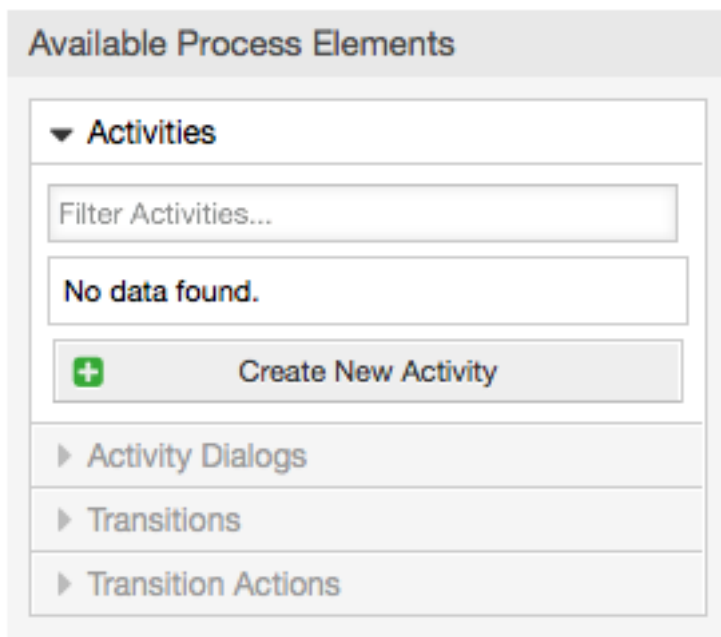 Available Process Elements
Activities
Filter Activities...
No data found.
Create New Activity
Activity Dialogs
Transitions
Transition Actions